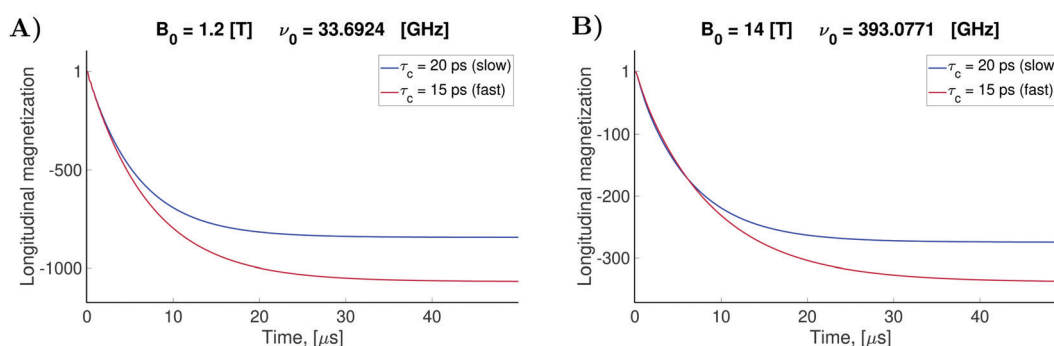 A)
B₀ = 1.2 [T] ν₀ = 33.6924 [GHz]
τc = 20 ps (slow)
τc = 15 ps (fast)
Longitudinal magnetization
1
-500
-1000
0 10 20 30 40
Time, [μs]
B)
B₀ = 14 [T] ν₀ = 393.0771 [GHz]
τc = 20 ps (slow)
τc = 15 ps (fast)
Longitudinal magnetization
1
-100
-200
-300
0 10 20 30 40
Time, [μs]